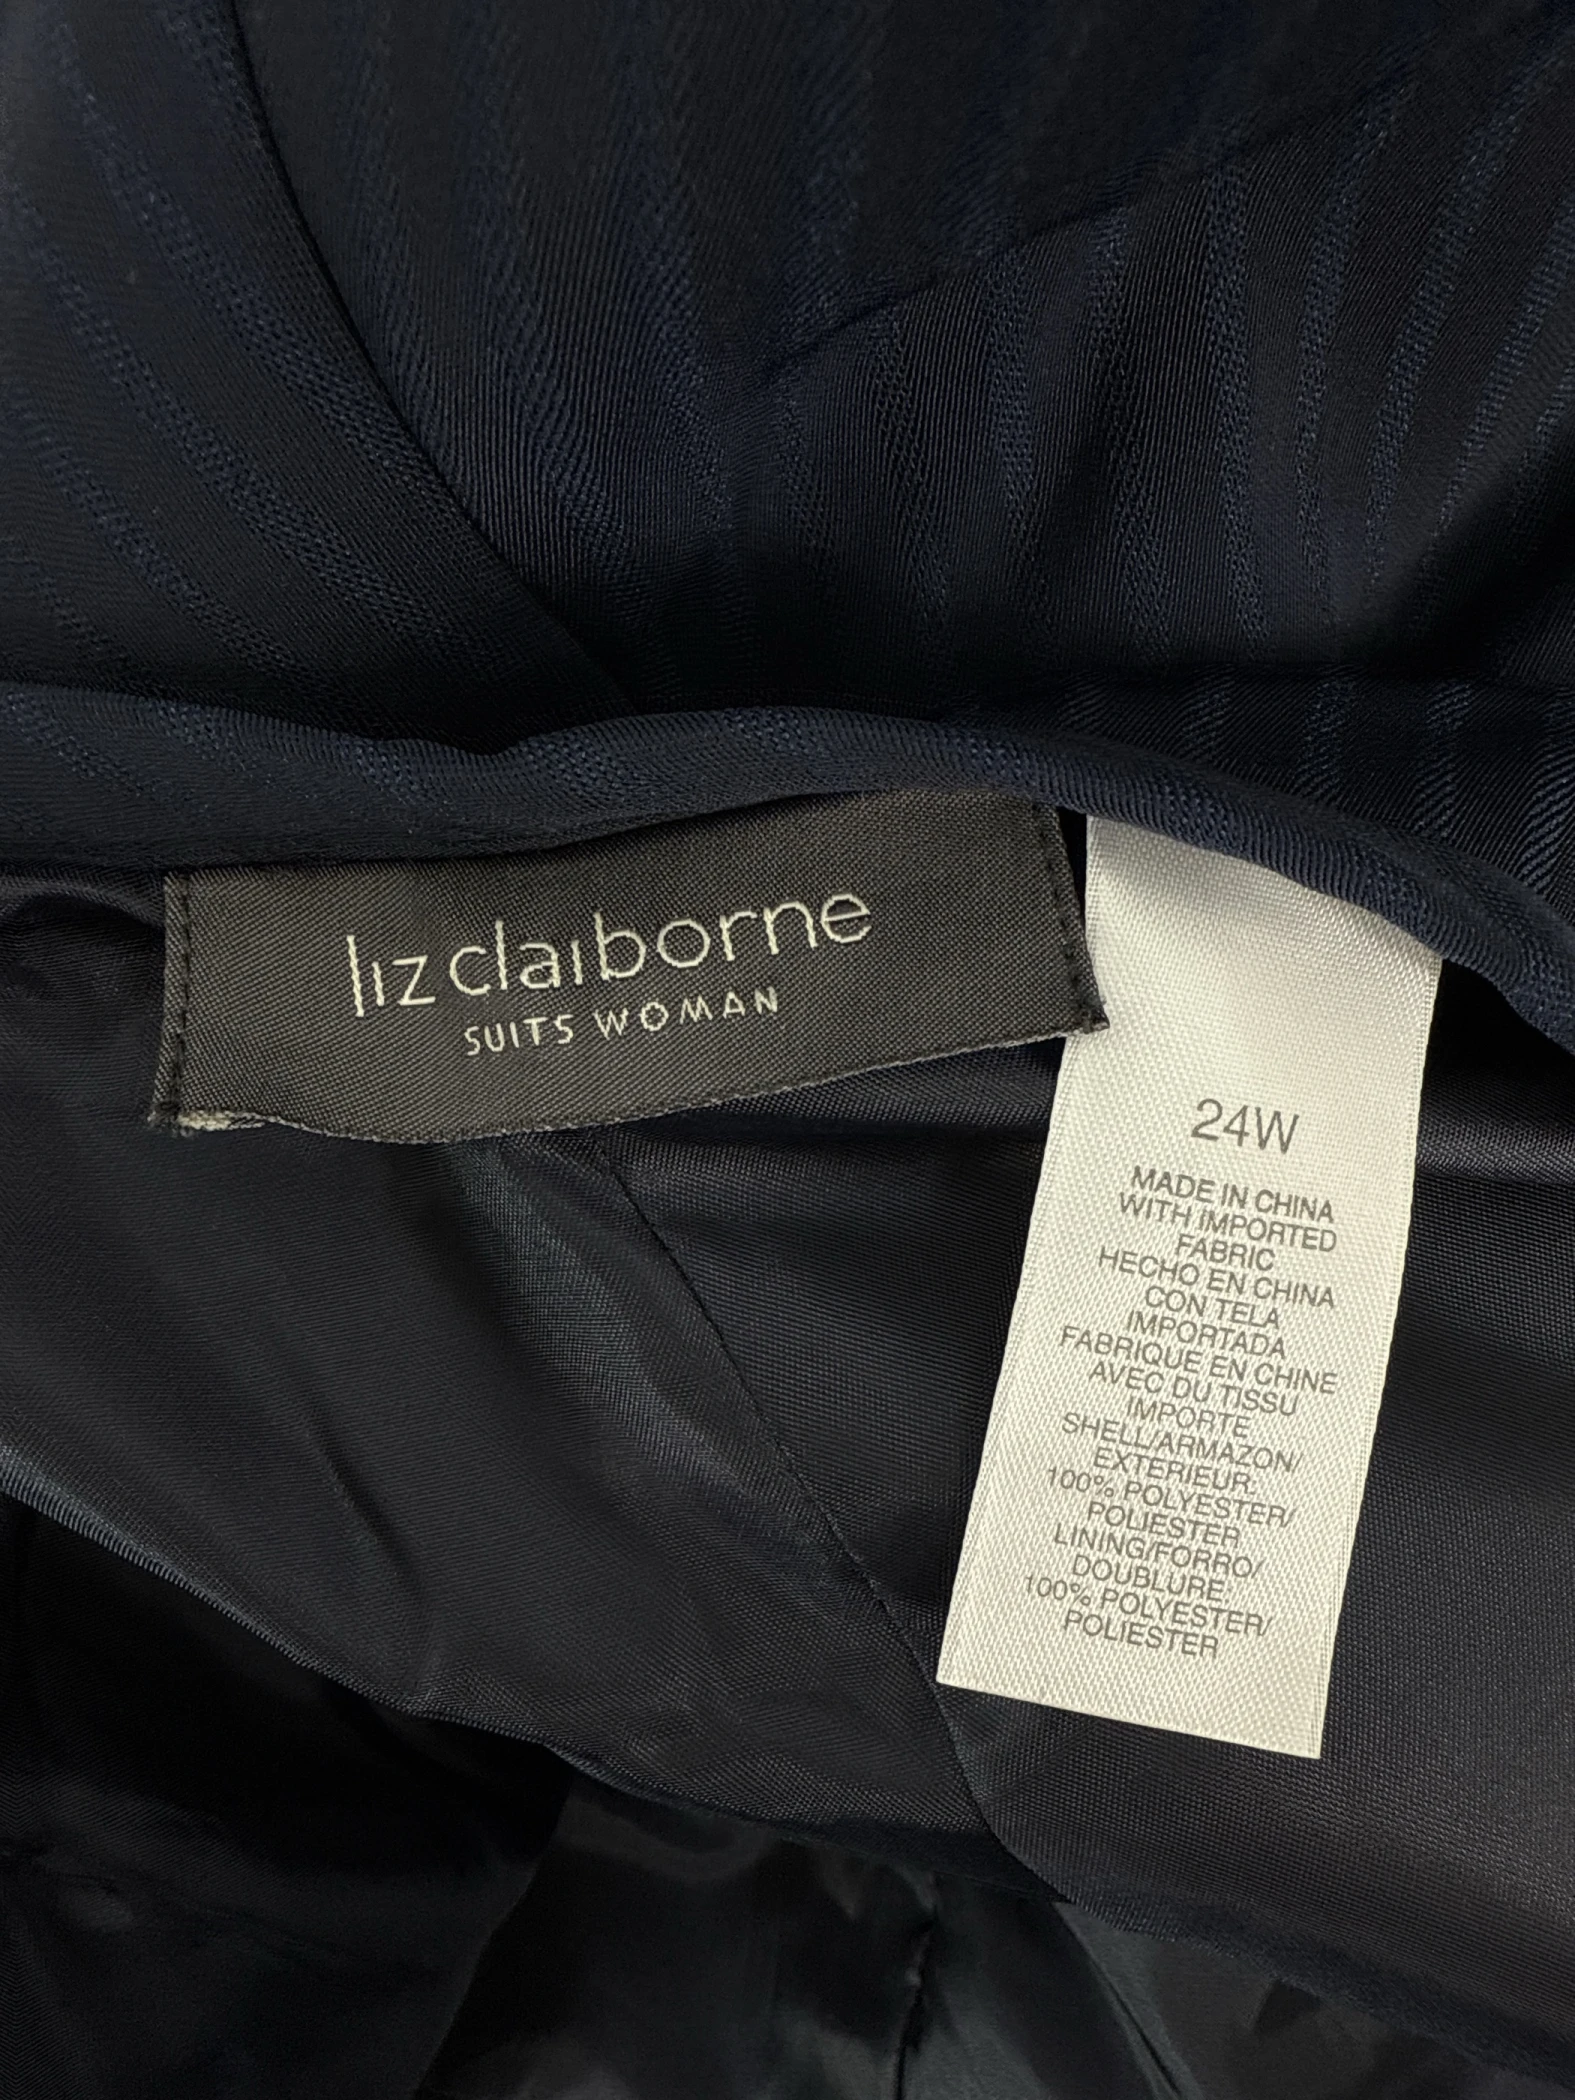 liz claiborne
SUITS WOMAN
24W
MADE IN CHINA
WITH IMPORTED
FABRIC
HECHO EN CHINA
CON TELA
IMPORTADA
FABRIQUE EN CHINE
AVEC DU TISSU
IMPORTE
SHELL/ARMAZON/
EXTERIEUR.
100% POLYESTER/
POLIESTER
LINING/FORRO/
DOUBLURE.
100% POLYESTER/
POLIESTER